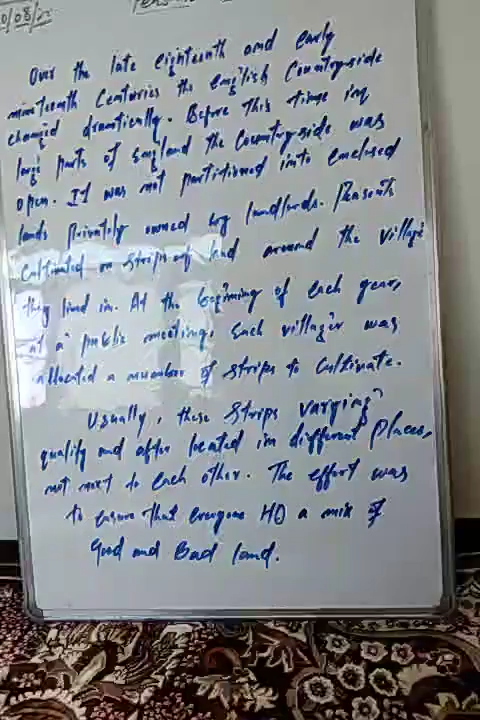 Over the late eighteenth and early
nineteenth Centuries the English Countryside
changed dramatically. Before this time in
large parts of England the Countryside was
open. It was not partitioned into enclosed
lands privately owned by landlords. Peasants
Cultivated on strips of land around the village
they lived in. At the beginning of each year,
at a public meeting, each villager was
allocated a number of strips to Cultivate.
Usually, these strips varying
quality and often located in different Places,
not next to each other. The effort was
to ensure that everyone HD a mix of
Good and Bad land.